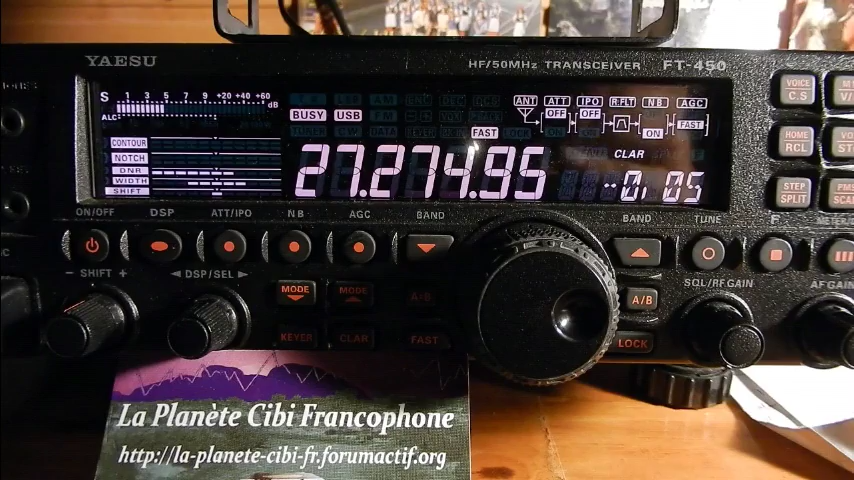 YAESU
HF/50MHz TRANSCEIVER FT-450
S 1 3 5 7 9 +20 +40 +60 dB
ALC
BUSY USB
FAST
ANT ATT IPO R.FLT NB AGC
OFF OFF
ON FAST
CONTOUR
NOTCH
DNR
WIDTH
SHIFT
27.274.95
CLAR
-0.05
VOICE C.S
HOME RCL
STEP SPLIT
ON/OFF DSP ATT/IPO NB AGC BAND
BAND TUNE F
- SHIFT +
DSP/SEL
MODE MODE A/B
KEYER CLAR FAST
A/B
LOCK
SQL/RF GAIN
AF GAIN
La Planète Cibi Francophone
http://la-planete-cibi-fr.forumactif.org